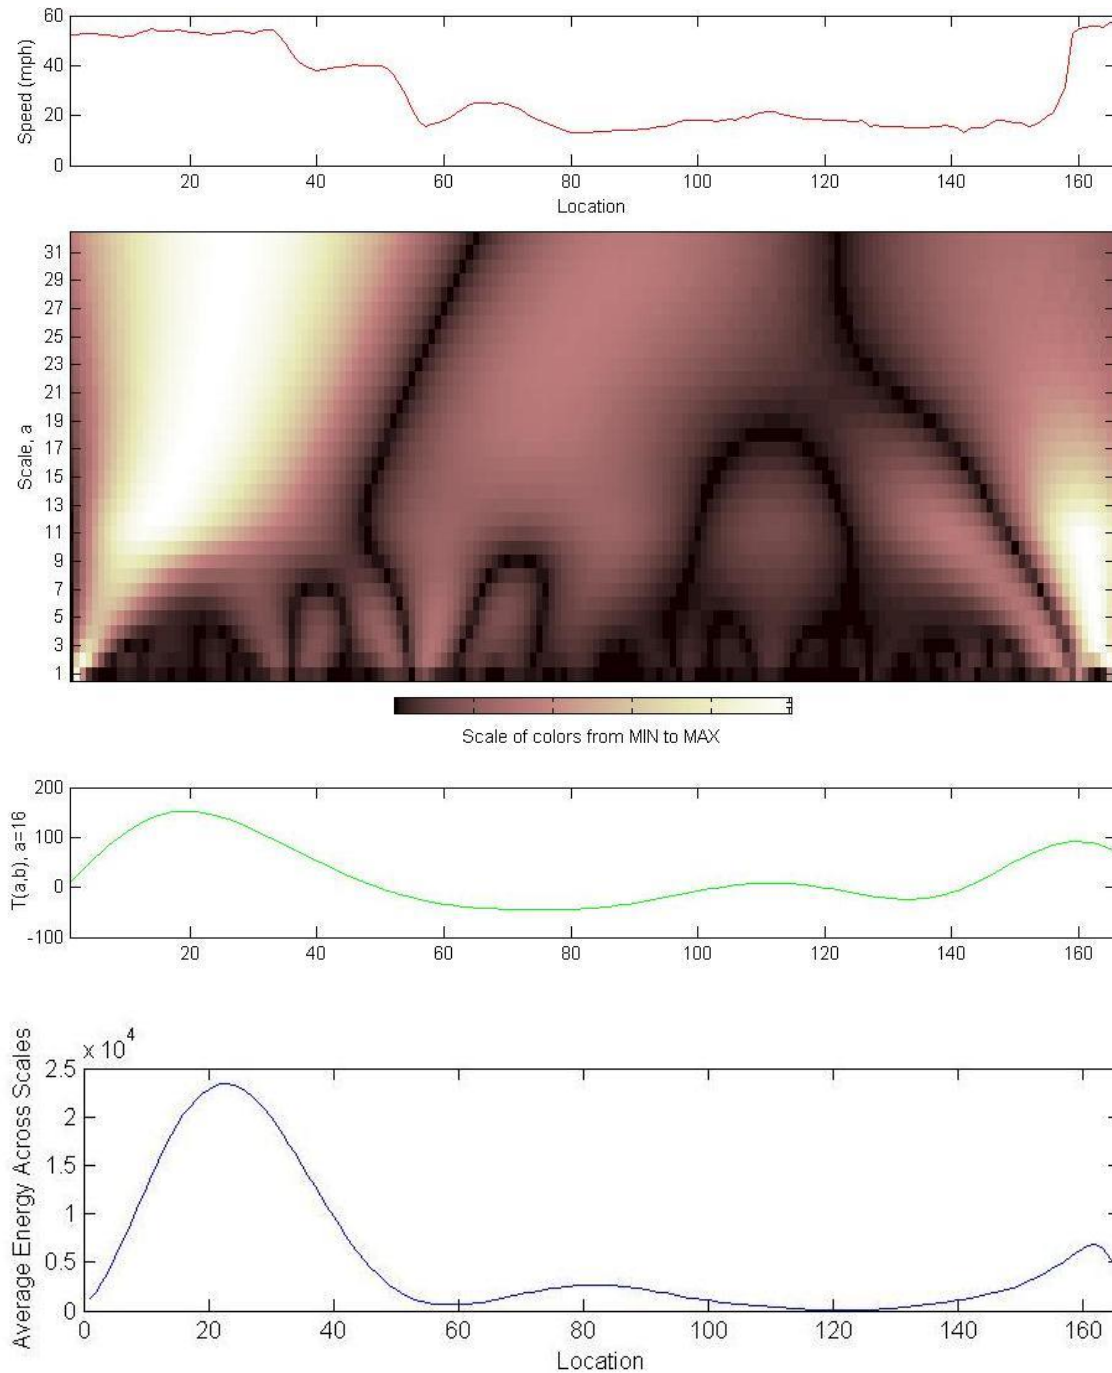 60
40
20
0
Speed (mph)
20 40 60 80 100 120 140 160
Location
31
29
27
25
23
21
19
17
15
13
11
9
7
5
3
1
Scale, a
Scale of colors from MIN to MAX
200
100
0
-100
T(a,b), a=16
20 40 60 80 100 120 140 160
x 10^4
2.5
2
1.5
1
0.5
0
Average Energy Across Scales
0 20 40 60 80 100 120 140 160
Location